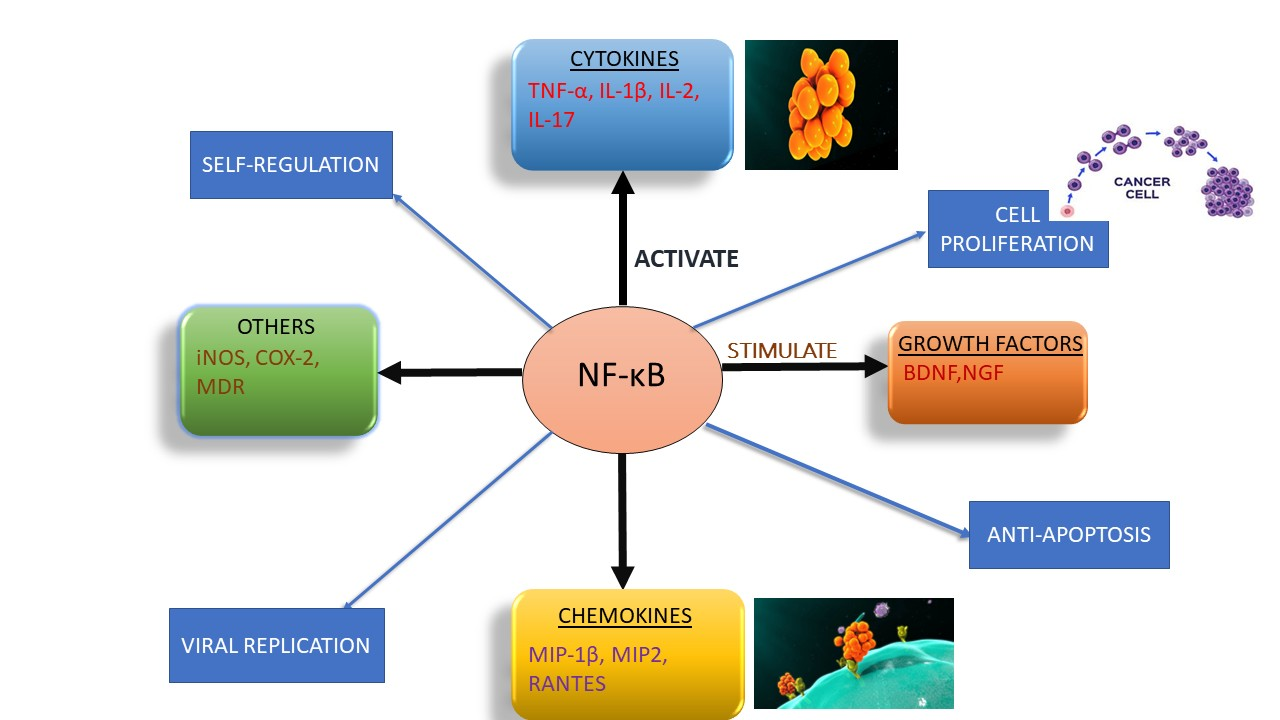 CYTOKINES
TNF-α, IL-1β, IL-2,
IL-17
SELF-REGULATION
CANCER
CELL
CELL
PROLIFERATION
ACTIVATE
OTHERS
iNOS, COX-2,
MDR
NF-κB
STIMULATE
GROWTH FACTORS
BDNF,NGF
ANTI-APOPTOSIS
VIRAL REPLICATION
CHEMOKINES
MIP-1β, MIP2,
RANTES